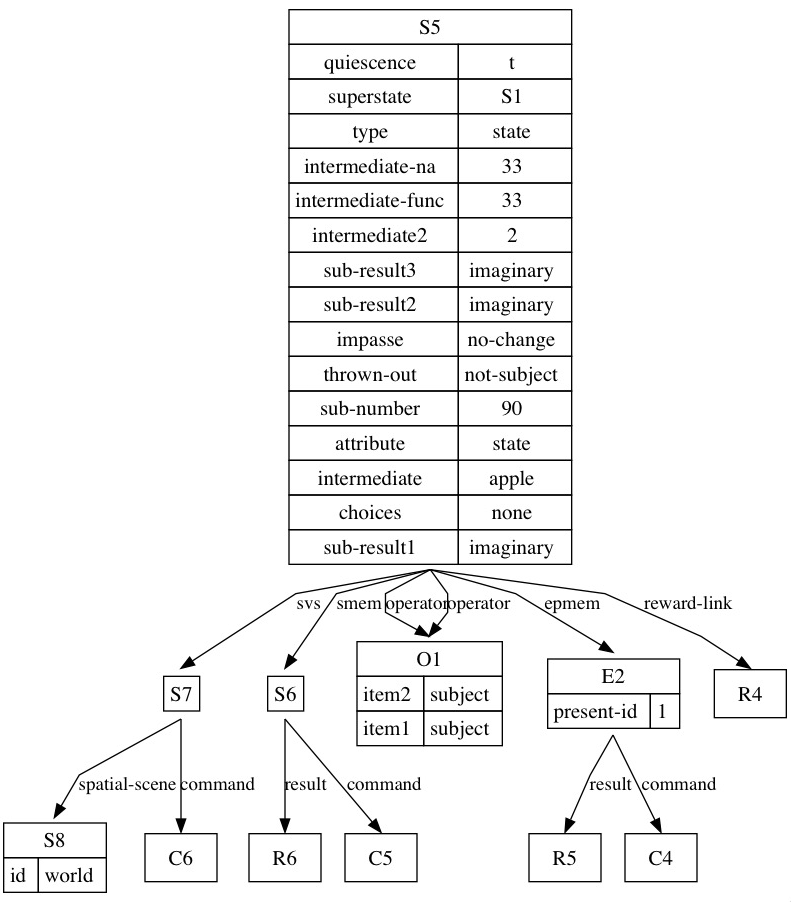 S5
quiescence t
superstate S1
type state
intermediate-na 33
intermediate-func 33
intermediate2 2
sub-result3 imaginary
sub-result2 imaginary
impasse no-change
thrown-out not-subject
sub-number 90
attribute state
intermediate apple
choices none
sub-result1 imaginary
svs smem operator operator epmem reward-link
O1
item2 subject
item1 subject
E2
present-id 1
S7 S6 R4
spatial-scene command result command result command
S8
id world
C6 R6 C5 R5 C4